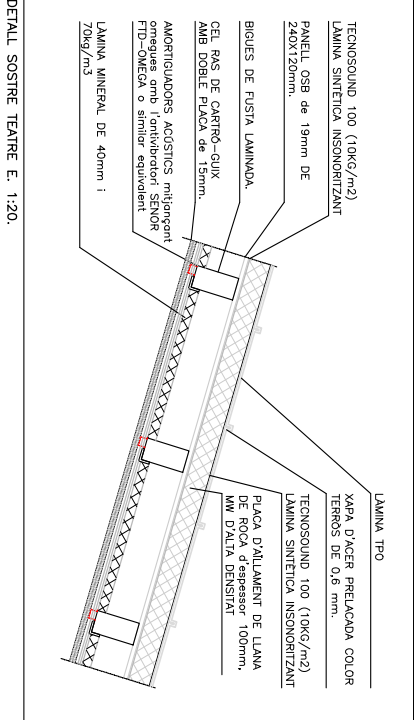 TECNOSOUND 100 (10KG/m2)
LÀMINA SINTÈTICA INSONORITZANT
PANELL OSB de 19mm DE
240X120mm.
BIGUES DE FUSTA LAMINADA.
CEL RAS DE CARTRÓ-GUIX
AMB DOBLE PLACA de 15mm.
AMORTIGUADORS ACÚSTICS mitjançant
omegues amb l'antivibratori SENOR
FTD-OMEGA o similar equivalent
LÀMINA MINERAL DE 40mm i
70kg/m3
LÀMINA TPO
XAPA D'ACER PRELACADA COLOR
TERRÒS DE 0,6 mm.
TECNOSOUND 100 (10KG/m2)
LÀMINA SINTÈTICA INSONORITZANT
PLACA D'AÏLLAMENT DE LLANA
DE ROCA d'espessor 100mm,
MW D'ALTA DENSITAT
DETALL SOSTRE TEATRE E. 1:20.